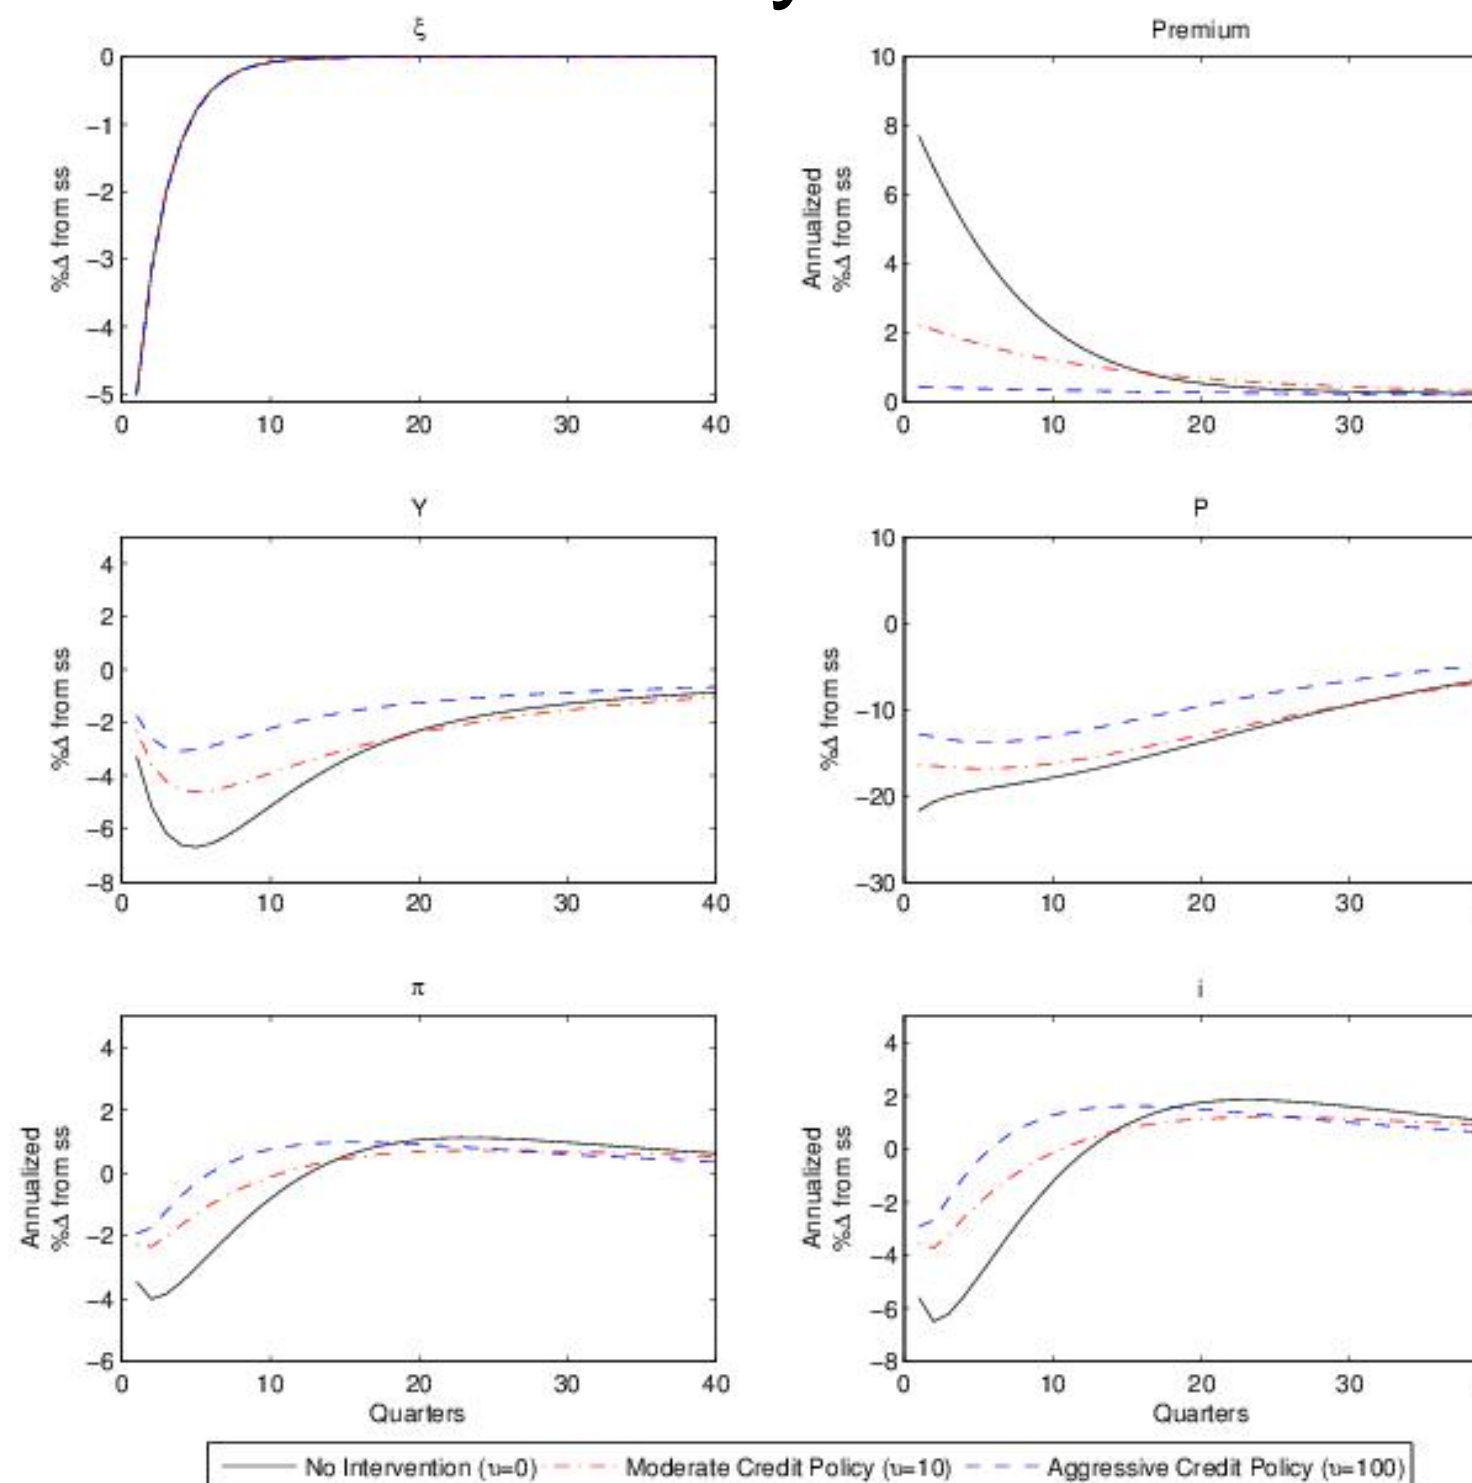 ξ
0
−1
−2
−3
−4
−5
%Δ from ss
0 10 20 30 40
Premium
10
8
6
4
2
0
Annualized
%Δ from ss
0 10 20 30
Y
4
2
0
−2
−4
−6
−8
%Δ from ss
0 10 20 30 40
P
10
0
−10
−20
−30
%Δ from ss
0 10 20 30
π
4
2
0
−2
−4
−6
Annualized
%Δ from ss
0 10 20 30 40
Quarters
i
4
2
0
−2
−4
−6
−8
Annualized
%Δ from ss
0 10 20 30
Quarters
No Intervention (υ=0) Moderate Credit Policy (υ=10) Aggressive Credit Policy (υ=100)